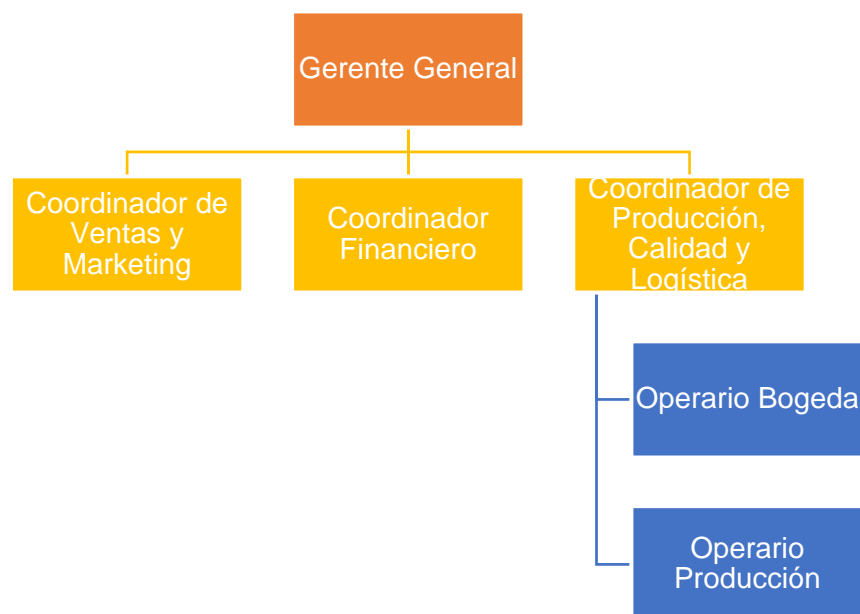 Gerente General
Coordinador de
Ventas y
Marketing
Coordinador
Financiero
Coordinador de
Producción,
Calidad y
Logística
Operario Bogeda
Operario
Producción